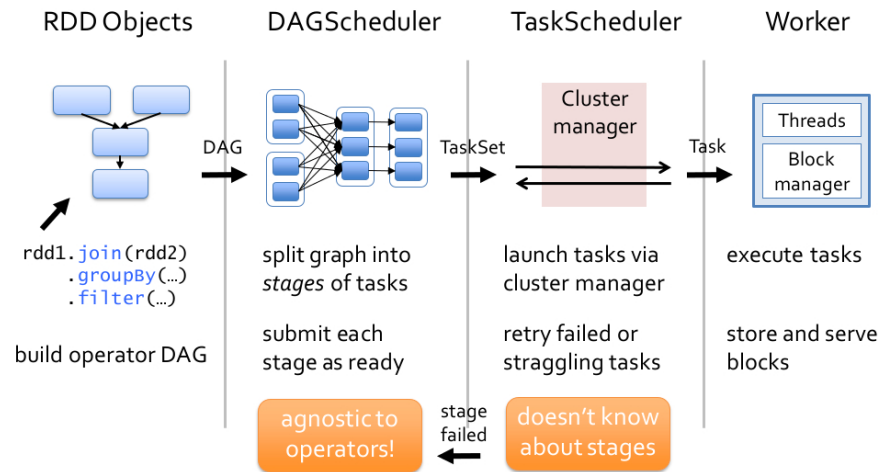 RDD Objects
DAGScheduler
TaskScheduler
Worker
DAG
TaskSet
Cluster
manager
Task
Threads
Block
manager
rdd1.join(rdd2)
.groupBy(…)
.filter(…)
build operator DAG
split graph into
stages of tasks
submit each
stage as ready
agnostic to
operators!
stage
failed
launch tasks via
cluster manager
retry failed or
straggling tasks
doesn't know
about stages
execute tasks
store and serve
blocks